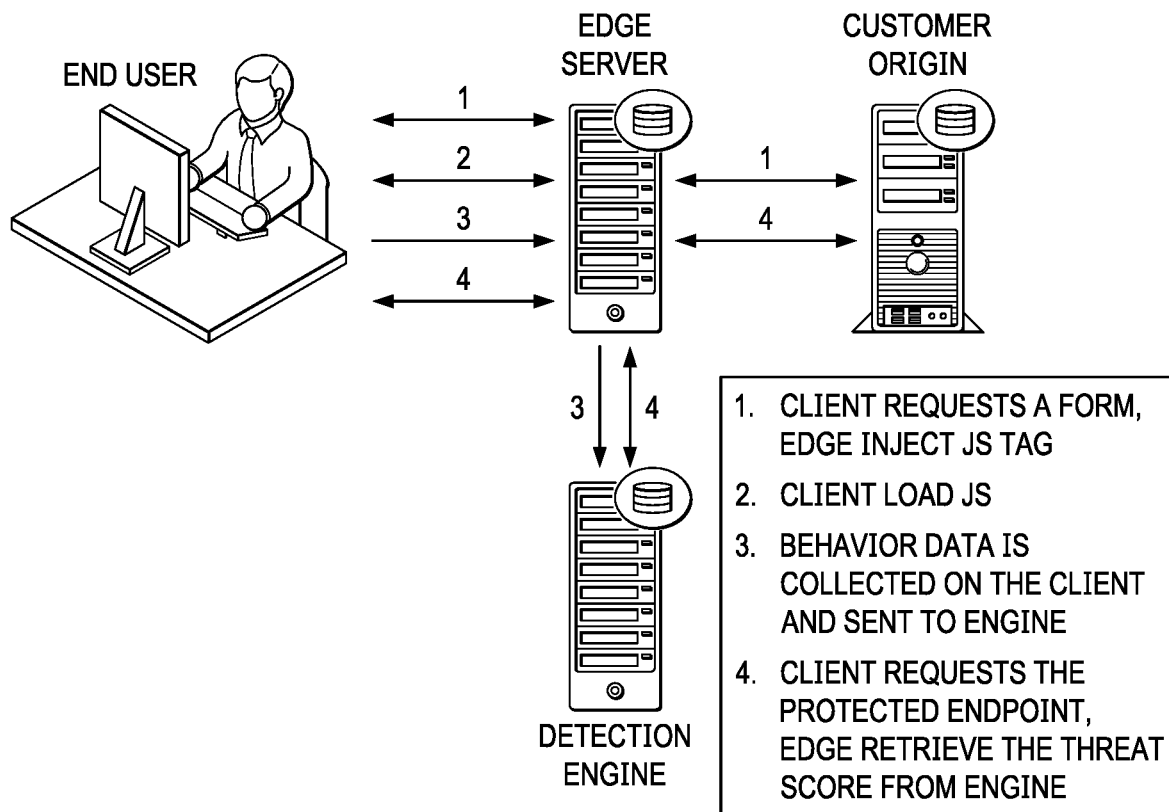 END USER
EDGE
SERVER
CUSTOMER
ORIGIN
1
2
3
4
1
4
3
4
DETECTION
ENGINE
1. CLIENT REQUESTS A FORM,
EDGE INJECT JS TAG
2. CLIENT LOAD JS
3. BEHAVIOR DATA IS
COLLECTED ON THE CLIENT
AND SENT TO ENGINE
4. CLIENT REQUESTS THE
PROTECTED ENDPOINT,
EDGE RETRIEVE THE THREAT
SCORE FROM ENGINE